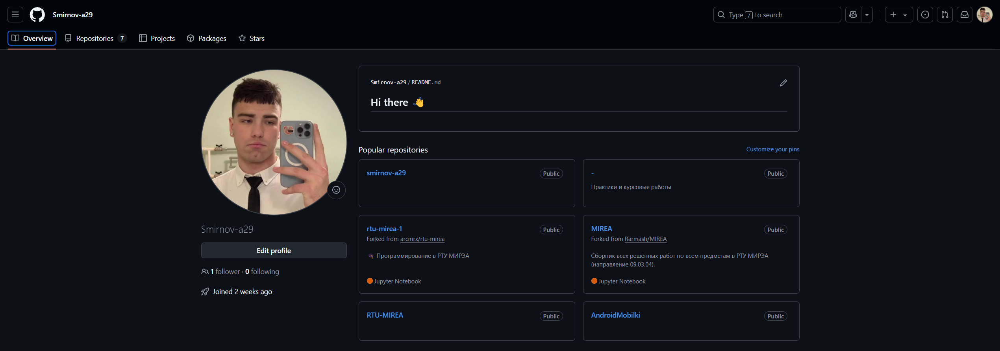 Smirnov-a29
Type / to search
Overview
Repositories 7
Projects
Packages
Stars
Smirnov-a29/README.md
Hi there 👋
Popular repositories
Customize your pins
smirnov-a29
Public
-
Public
Практики и курсовые работы
rtu-mirea-1
Public
Forked from arcmrx/rtu-mirea
Программирование в РТУ МИРЭА
Jupyter Notebook
MIREA
Public
Forked from Rarmash/MIREA
Сборник всех решённых работ по всем предметам в РТУ МИРЭА
(направление 09.03.04).
Jupyter Notebook
RTU-MIREA
Public
AndroidMobilki
Public
Smirnov-a29
Edit profile
1 follower · 0 following
Joined 2 weeks ago